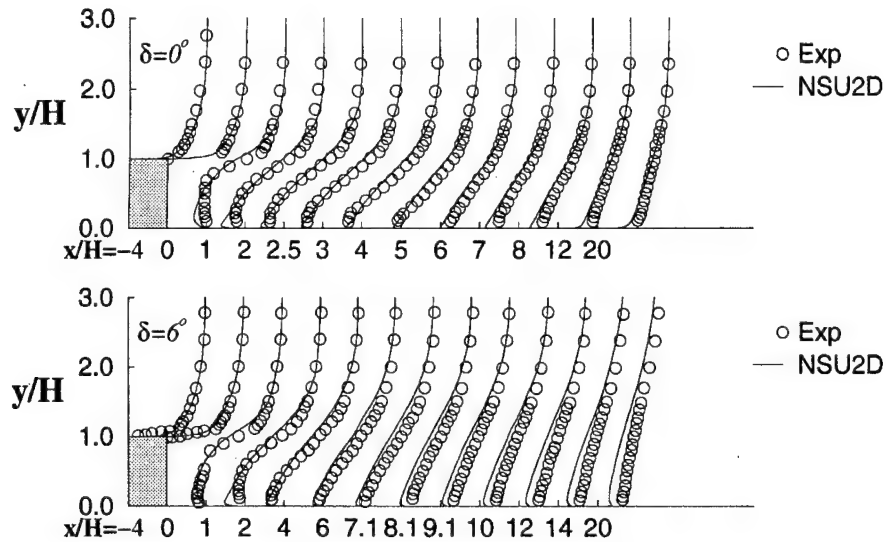 3.0
δ=0°
2.0
y/H
1.0
0.0
x/H=−4 0 1 2 2.5 3 4 5 6 7 8 12 20
Exp
NSU2D
3.0
δ=6°
2.0
y/H
1.0
0.0
x/H=−4 0 1 2 4 6 7.1 8.1 9.1 10 12 14 20
Exp
NSU2D